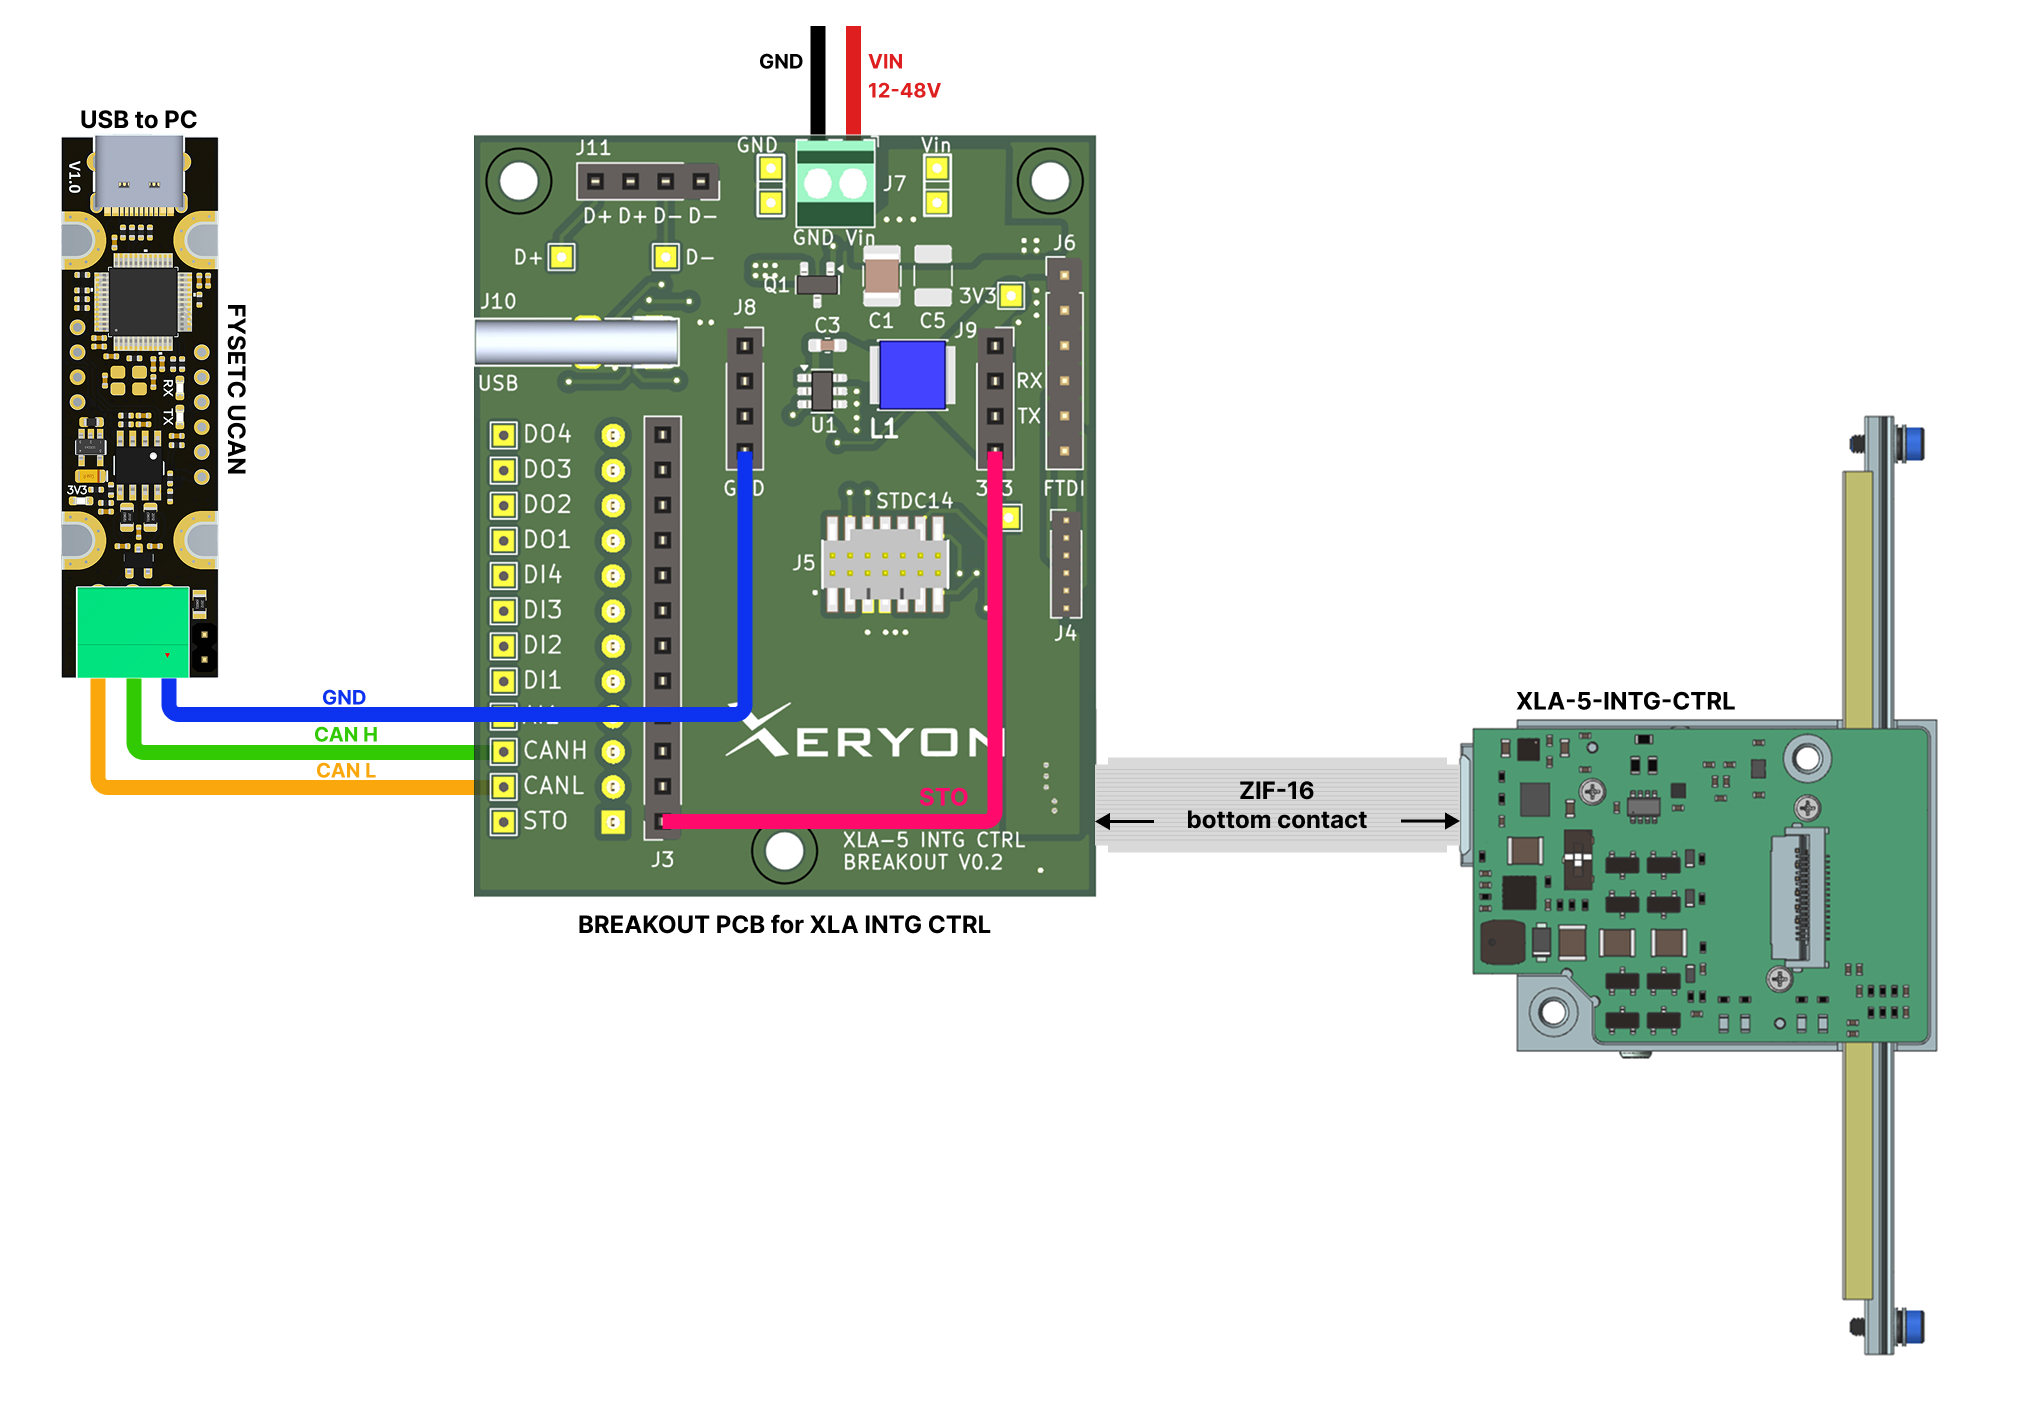 GND
VIN
12-48V
USB to PC
V1.0
RX
TX
3V3
FYSETC UCAN
J11
D+ D+ D- D-
GND
Vin
J7
GND Vin
D+
D-
J6
Q1
3V3
J10
J8
C3
C1
C5
J9
USB
RX
TX
U1
L1
DO4
DO3
DO2
DO1
DI4
DI3
DI2
DI1
CANH
CANL
STO
STDC14
FTDI
J5
J4
GND
CAN H
CAN L
XERYON
STO
XLA-5 INTG CTRL
BREAKOUT V0.2
J3
BREAKOUT PCB for XLA INTG CTRL
ZIF-16
bottom contact
XLA-5-INTG-CTRL